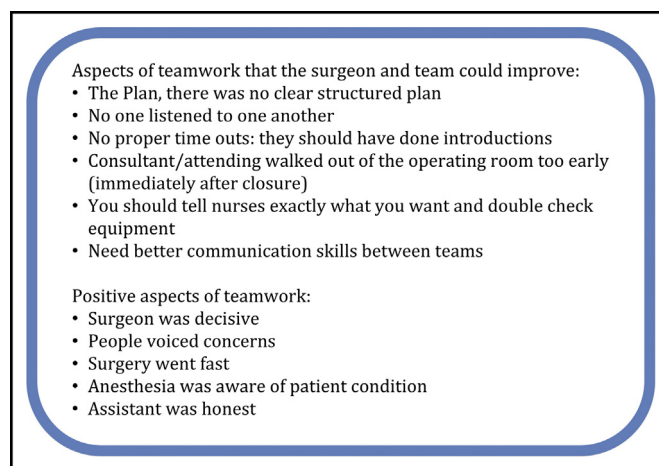 Aspects of teamwork that the surgeon and team could improve:
• The Plan, there was no clear structured plan
• No one listened to one another
• No proper time outs: they should have done introductions
• Consultant/attending walked out of the operating room too early
(immediately after closure)
• You should tell nurses exactly what you want and double check
equipment
• Need better communication skills between teams
Positive aspects of teamwork:
• Surgeon was decisive
• People voiced concerns
• Surgery went fast
• Anesthesia was aware of patient condition
• Assistant was honest